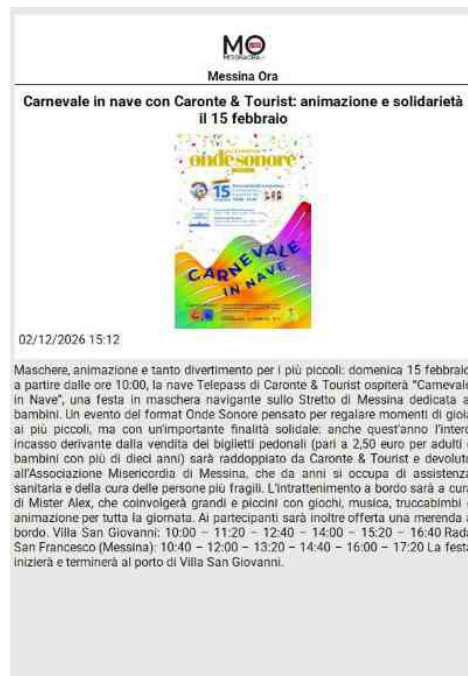 MO
Messina Ora
Carnevale in nave con Caronte & Tourist: animazione e solidarietà
il 15 febbraio
onde sonore
15
CARNEVALE
IN NAVE
02/12/2026 15:12
Maschere, animazione e tanto divertimento per i più piccoli: domenica 15 febbraio
a partire dalle ore 10:00, la nave Telepass di Caronte & Tourist ospiterà “Carnevale
in Nave”, una festa in maschera navigante sullo Stretto di Messina dedicata ai
bambini. Un evento del format Onde Sonore pensato per regalare momenti di gioia
ai più piccoli, ma con un’importante finalità solidale: anche quest’anno l’intero
incasso derivante dalla vendita dei biglietti pedonali (pari a 2,50 euro per adulti e
bambini con più di dieci anni) sarà raddoppiato da Caronte & Tourist e devoluto
all’Associazione Misericordia di Messina, che da anni si occupa di assistenza
sanitaria e della cura delle persone più fragili. L’intrattenimento a bordo sarà a cura
di Mister Alex, che coinvolgerà grandi e piccini con giochi, musica, truccabimbi e
animazione per tutta la giornata. Ai partecipanti sarà inoltre offerta una merenda a
bordo. Villa San Giovanni: 10:00 – 11:20 – 12:40 – 14:00 – 15:20 – 16:40 Rada
San Francesco (Messina): 10:40 – 12:00 – 13:20 – 14:40 – 16:00 – 17:20 La festa
inizierà e terminerà al porto di Villa San Giovanni.